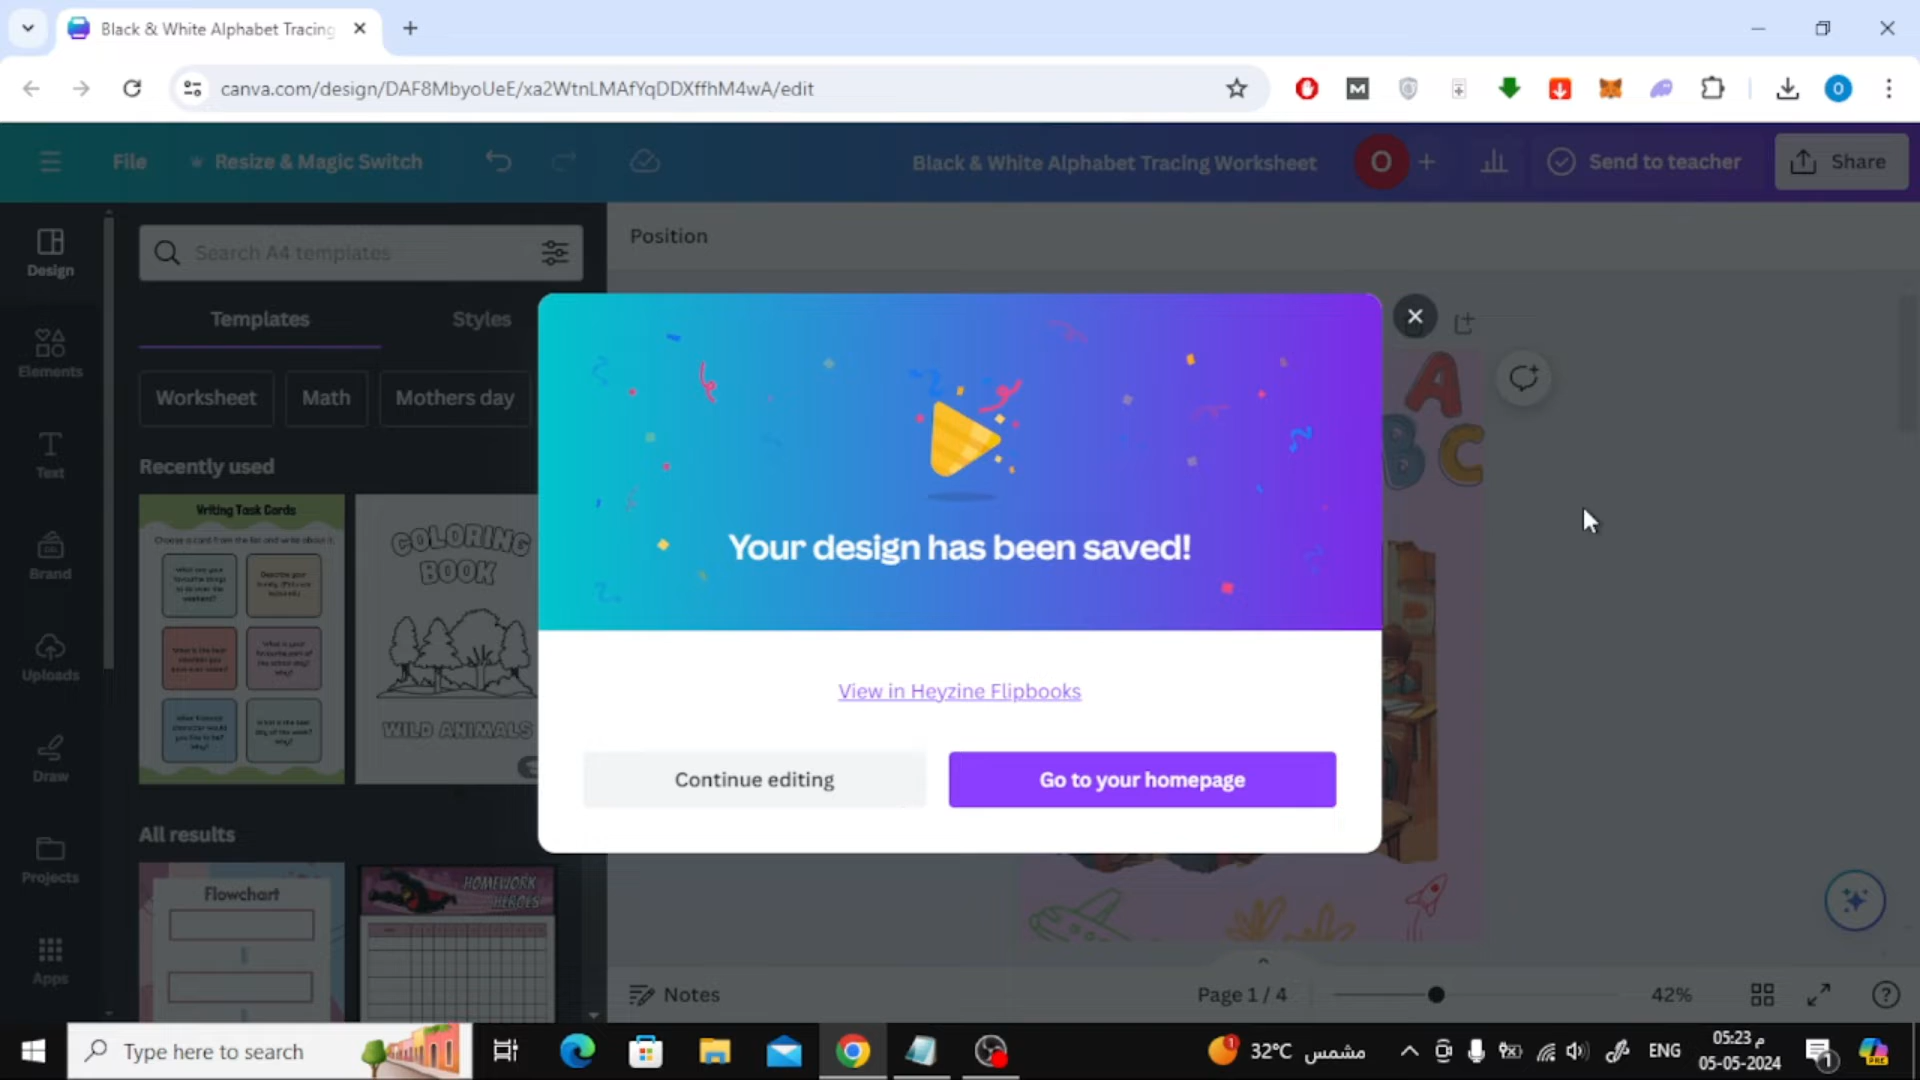 Black & White Alphabet Tracing
canva.com/design/DAF8MbyoUeE/xa2WtnLMAfYqDDXffhM4wA/edit
File
Resize & Magic Switch
Black & White Alphabet Tracing Worksheet
O
Send to teacher
Share
Design
Elements
Text
Brand
Uploads
Draw
Projects
Apps
Search A4 templates
Templates
Styles
Worksheet
Math
Mothers day
Recently used
Writing Task Cards
COLORING
BOOK
WILD ANIMALS
All results
Flowchart
HOMEWORK
HEROES
Position
A
B
C
Your design has been saved!
View in Heyzine Flipbooks
Continue editing
Go to your homepage
Notes
Page 1 / 4
42%
Type here to search
32°C
مشمس
ENG
05:23 م
05-05-2024
1